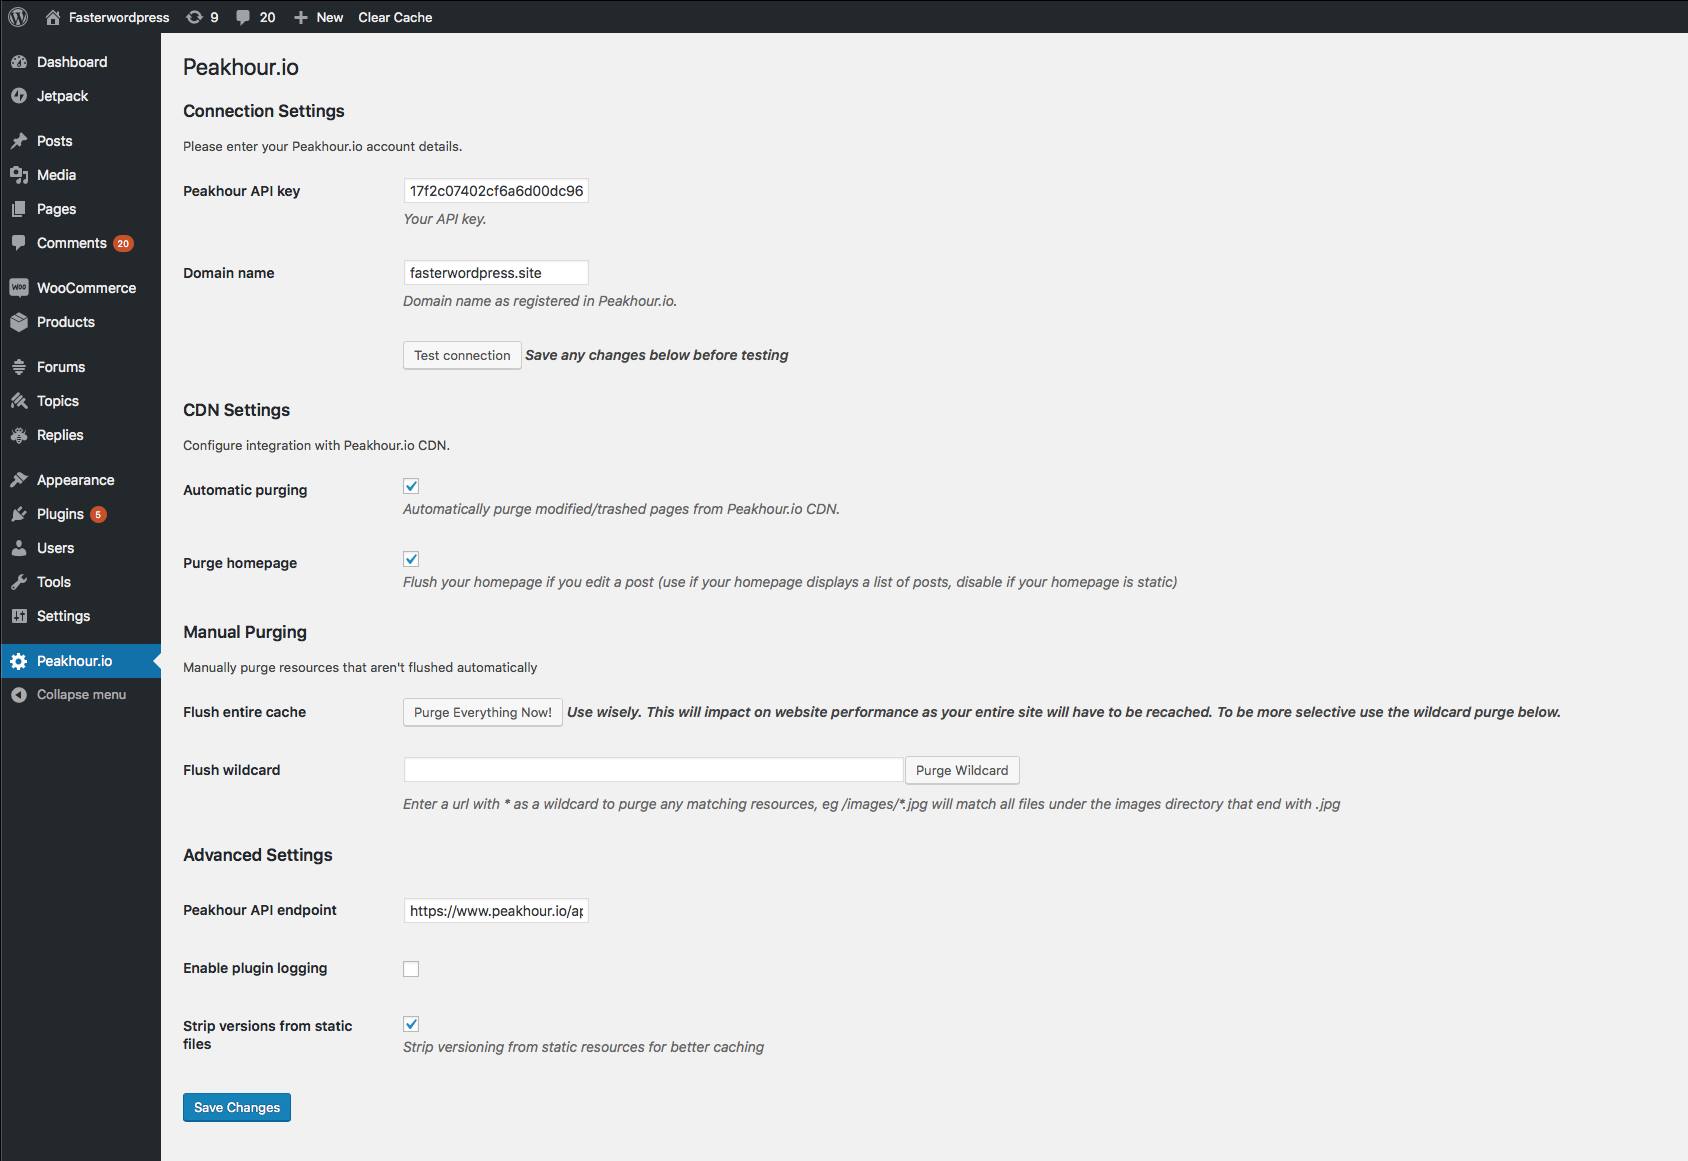 Fasterwordpress 9 20 New Clear Cache
Dashboard
Jetpack
Posts
Media
Pages
Comments 20
WooCommerce
Products
Forums
Topics
Replies
Appearance
Plugins 5
Users
Tools
Settings
Peakhour.io
Collapse menu
Peakhour.io
Connection Settings
Please enter your Peakhour.io account details.
Peakhour API key 17f2c07402cf6a6d00dc96
Your API key.
Domain name fasterwordpress.site
Domain name as registered in Peakhour.io.
Test connection Save any changes below before testing
CDN Settings
Configure integration with Peakhour.io CDN.
Automatic purging
Automatically purge modified/trashed pages from Peakhour.io CDN.
Purge homepage
Flush your homepage if you edit a post (use if your homepage displays a list of posts, disable if your homepage is static)
Manual Purging
Manually purge resources that aren't flushed automatically
Flush entire cache Purge Everything Now! Use wisely. This will impact on website performance as your entire site will have to be recached. To be more selective use the wildcard purge below.
Flush wildcard Purge Wildcard
Enter a url with * as a wildcard to purge any matching resources, eg /images/*.jpg will match all files under the images directory that end with .jpg
Advanced Settings
Peakhour API endpoint https://www.peakhour.io/ap
Enable plugin logging
Strip versions from static
files
Strip versioning from static resources for better caching
Save Changes